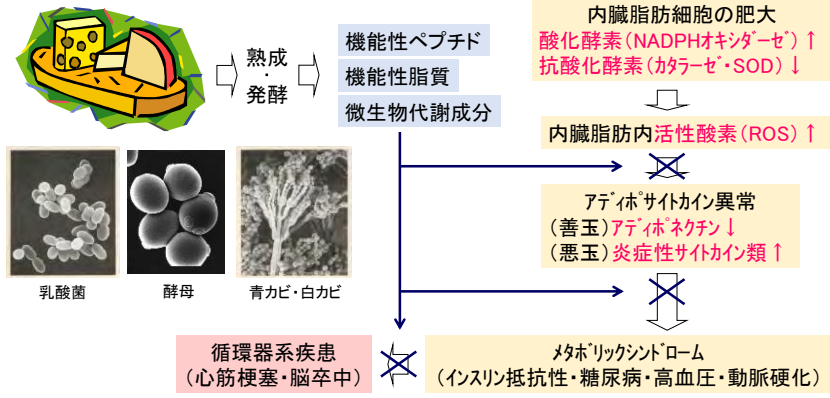 熟成
・
発酵
機能性ペプチド
機能性脂質
微生物代謝成分
乳酸菌
酵母
青カビ・白カビ
内臓脂肪細胞の肥大
酸化酵素(NADPHｵｷｼﾀﾞｰｾﾞ)↑
抗酸化酵素(ｶﾀﾗｰｾﾞ・SOD)↓
内臓脂肪内活性酸素(ROS)↑
ｱﾃﾞｨﾎﾟｻｲﾄｶｲﾝ異常
(善玉)ｱﾃﾞｨﾎﾟﾈｸﾁﾝ↓
(悪玉)炎症性ｻｲﾄｶｲﾝ類↑
ﾒﾀﾎﾞﾘｯｸｼﾝﾄﾞﾛｰﾑ
(ｲﾝｽﾘﾝ抵抗性・糖尿病・高血圧・動脈硬化)
循環器系疾患
(心筋梗塞・脳卒中)